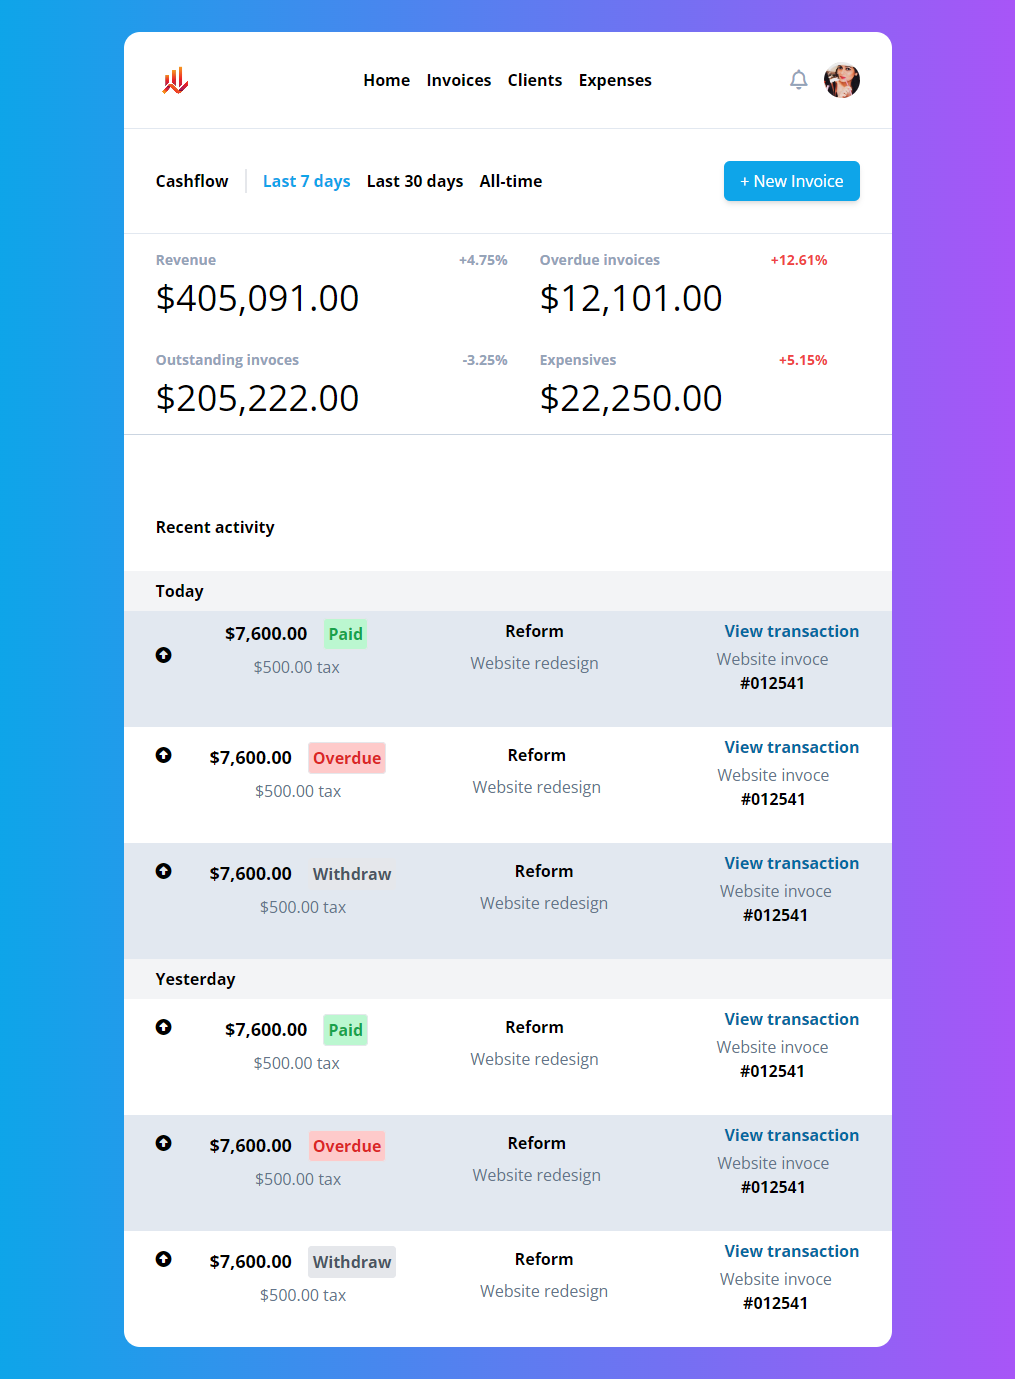 Home Invoices Clients Expenses
Cashflow Last 7 days Last 30 days All-time + New Invoice
Revenue +4.75% Overdue invoices +12.61%
$405,091.00 $12,101.00
Outstanding invoces -3.25% Expensives +5.15%
$205,222.00 $22,250.00
Recent activity
Today
$7,600.00 Paid Reform View transaction
$500.00 tax Website redesign Website invoce
#012541
$7,600.00 Overdue Reform View transaction
$500.00 tax Website redesign Website invoce
#012541
$7,600.00 Withdraw Reform View transaction
$500.00 tax Website redesign Website invoce
#012541
Yesterday
$7,600.00 Paid Reform View transaction
$500.00 tax Website redesign Website invoce
#012541
$7,600.00 Overdue Reform View transaction
$500.00 tax Website redesign Website invoce
#012541
$7,600.00 Withdraw Reform View transaction
$500.00 tax Website redesign Website invoce
#012541